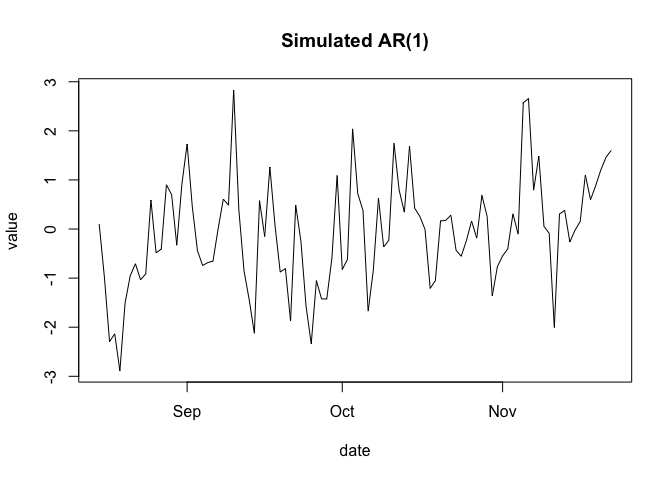 Simulated AR(1)
value
3
2
1
0
-1
-2
-3
Sep Oct Nov
date